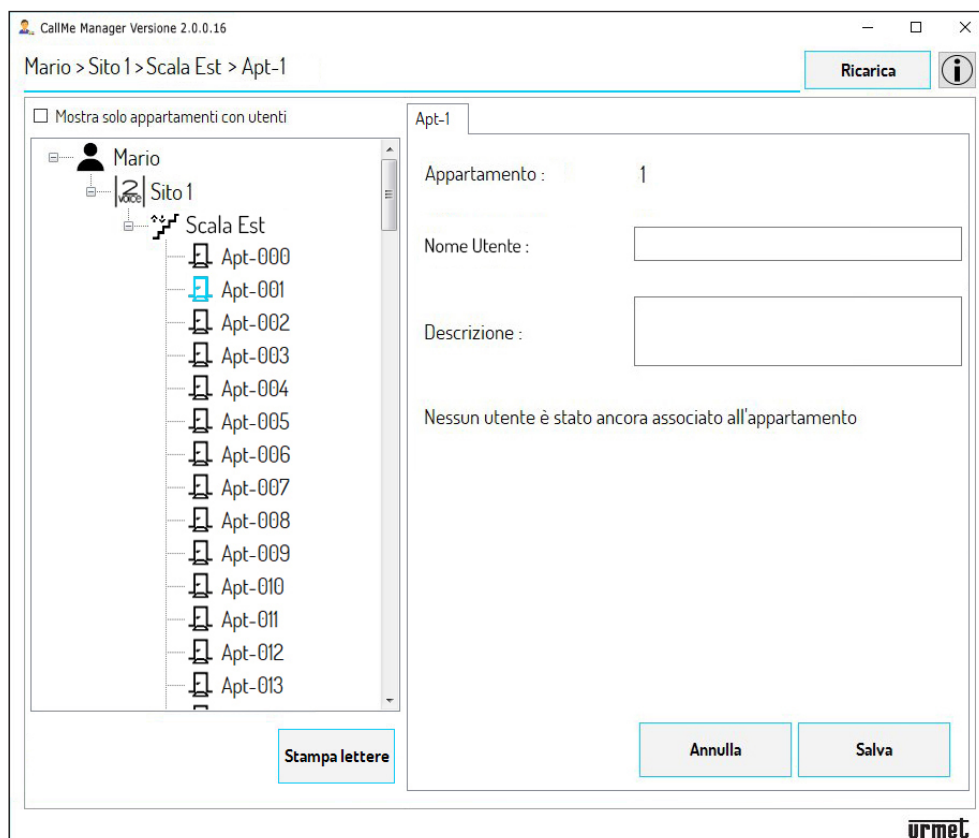 CallMe Manager Versione 2.0.0.16
Mario > Sito 1 > Scala Est > Apt-1
Ricarica
i
Mostra solo appartamenti con utenti
Mario
2 voice Sito 1
Scala Est
Apt-000
Apt-001
Apt-002
Apt-003
Apt-004
Apt-005
Apt-006
Apt-007
Apt-008
Apt-009
Apt-010
Apt-011
Apt-012
Apt-013
Stampa lettere
Apt-1
Appartamento : 1
Nome Utente :
Descrizione :
Nessun utente è stato ancora associato all'appartamento
Annulla Salva
urmet